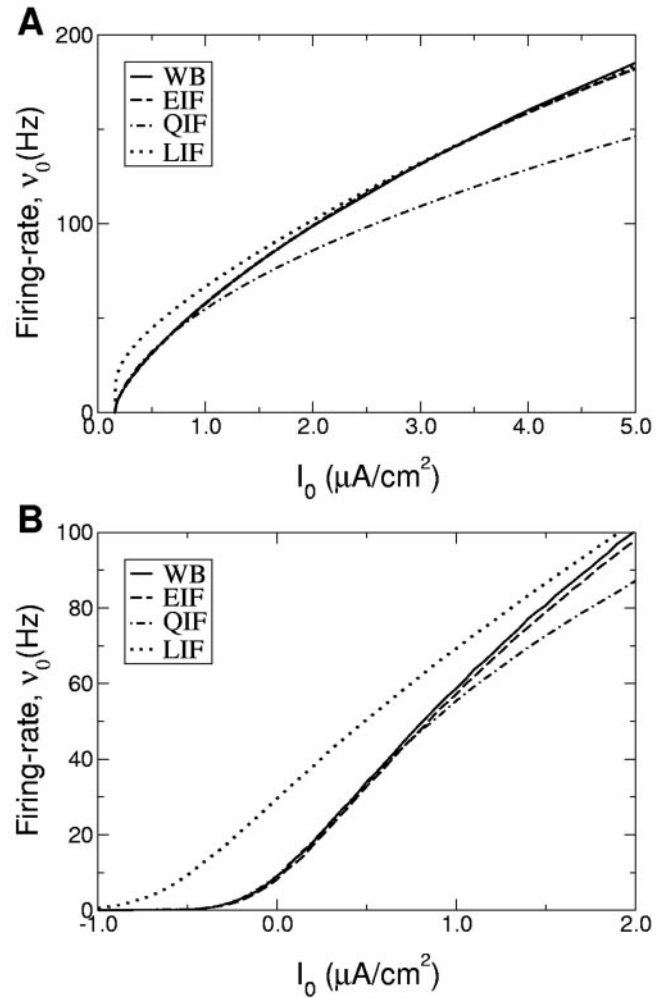 A
200
100
0
Firing-rate, ν₀(Hz)
WB
EIF
QIF
LIF
0.0 1.0 2.0 3.0 4.0 5.0
I₀ (μA/cm²)
B
100
80
60
40
20
0
Firing-rate, ν₀(Hz)
WB
EIF
QIF
LIF
-1.0 0.0 1.0 2.0
I₀ (μA/cm²)